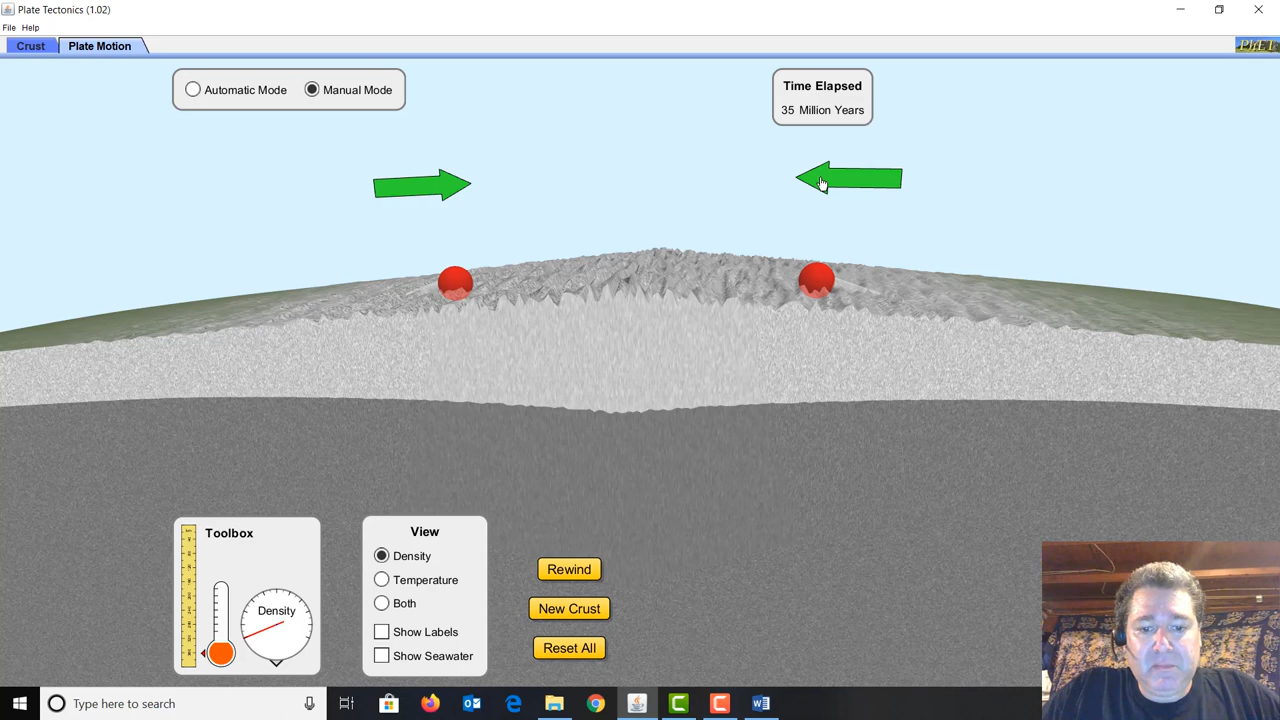 Plate Tectonics (1.02)
File Help
Crust Plate Motion
PhET
Automatic Mode Manual Mode
Time Elapsed
35 Million Years
Toolbox
Density
View
Density
Temperature
Both
Show Labels
Show Seawater
Rewind
New Crust
Reset All
Type here to search